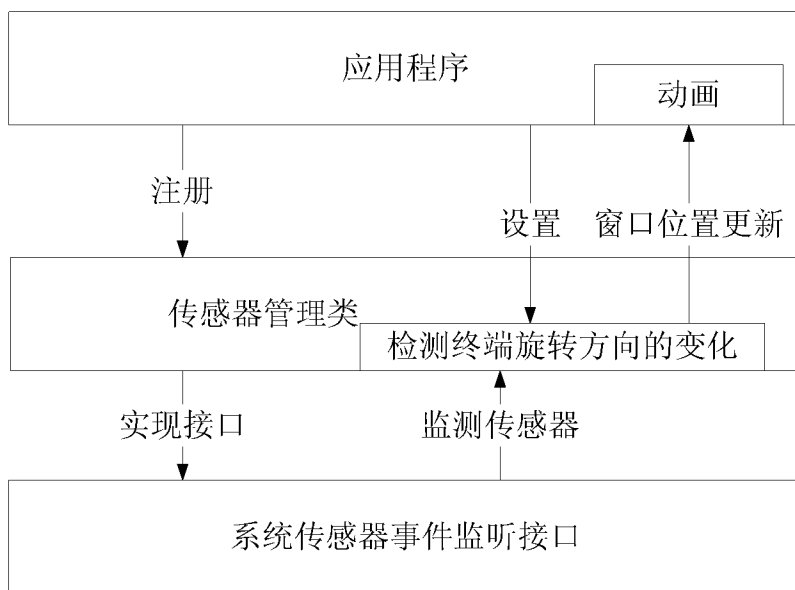 应用程序
动画
注册
设置
窗口位置更新
传感器管理类
检测终端旋转方向的变化
实现接口
监测传感器
系统传感器事件监听接口